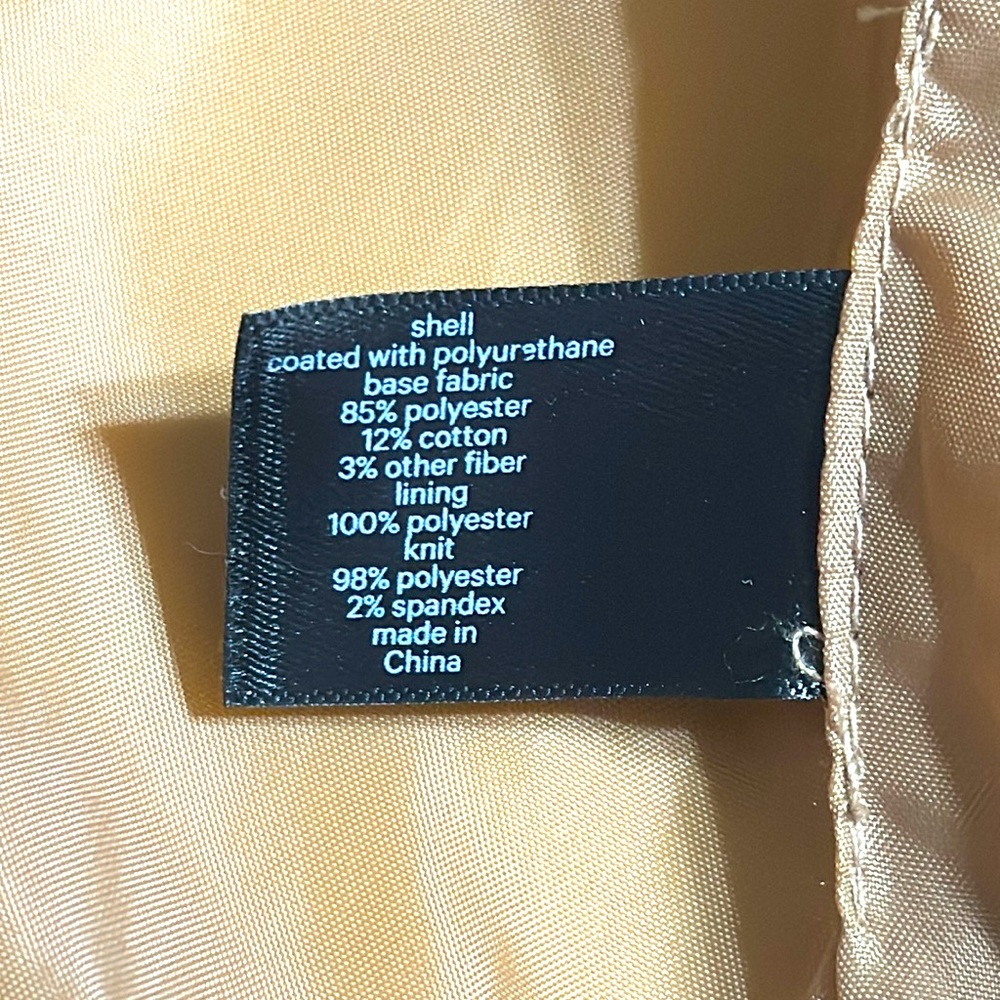 shell
coated with polyurethane
base fabric
85% polyester
12% cotton
3% other fiber
lining
100% polyester
knit
98% polyester
2% spandex
made in
China